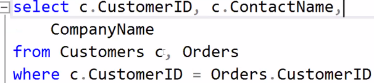 select c.CustomerID, c.ContactName,
CompanyName
from Customers c, Orders
where c.CustomerID = Orders.CustomerID